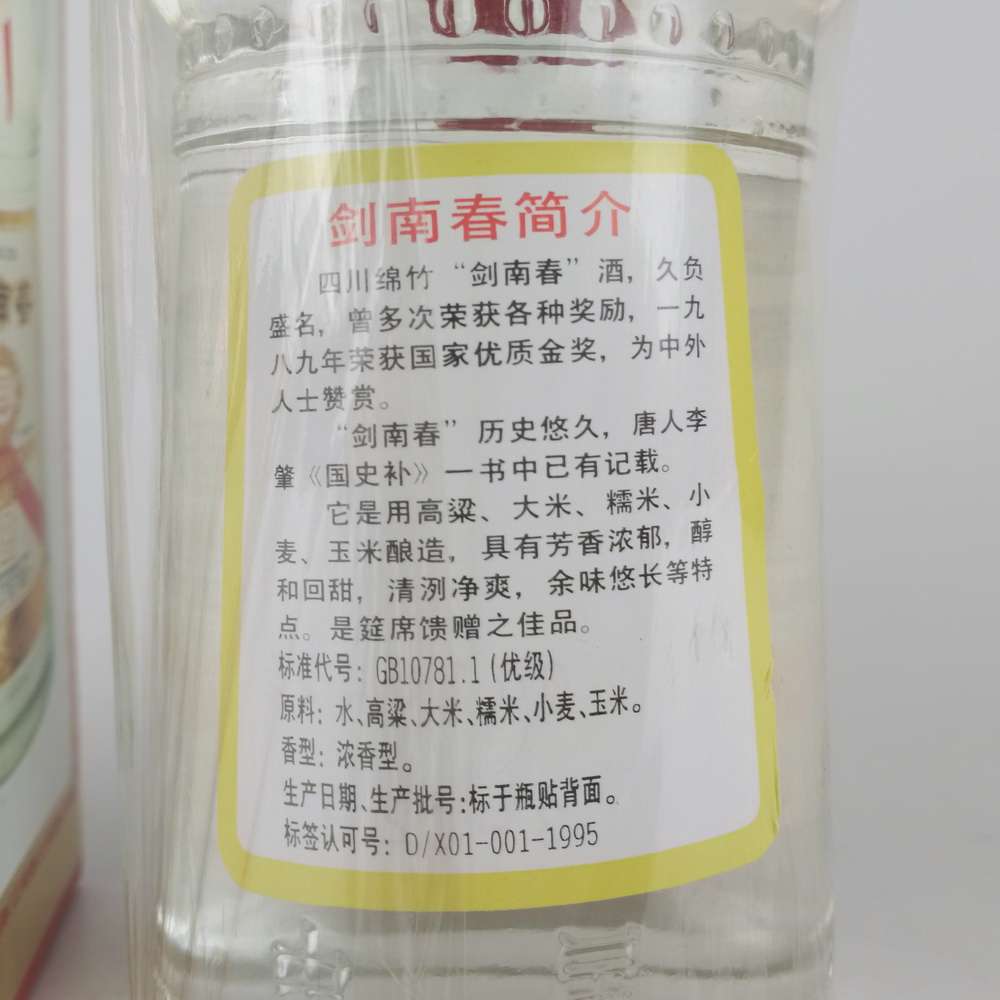 剑南春简介
四川绵竹“剑南春”酒，久负
盛名，曾多次荣获各种奖励，一九
八九年荣获国家优质金奖，为中外
人士赞赏。
“剑南春”历史悠久，唐人李
肇《国史补》一书中已有记载。
它是用高粱、大米、糯米、小
麦、玉米酿造，具有芳香浓郁，醇
和回甜，清洌净爽，余味悠长等特
点。是筵席馈赠之佳品。
标准代号：GB10781.1(优级)
原料：水、高粱、大米、糯米、小麦、玉米。
香型：浓香型。
生产日期、生产批号：标于瓶贴背面。
标签认可号：D/X01-001-1995